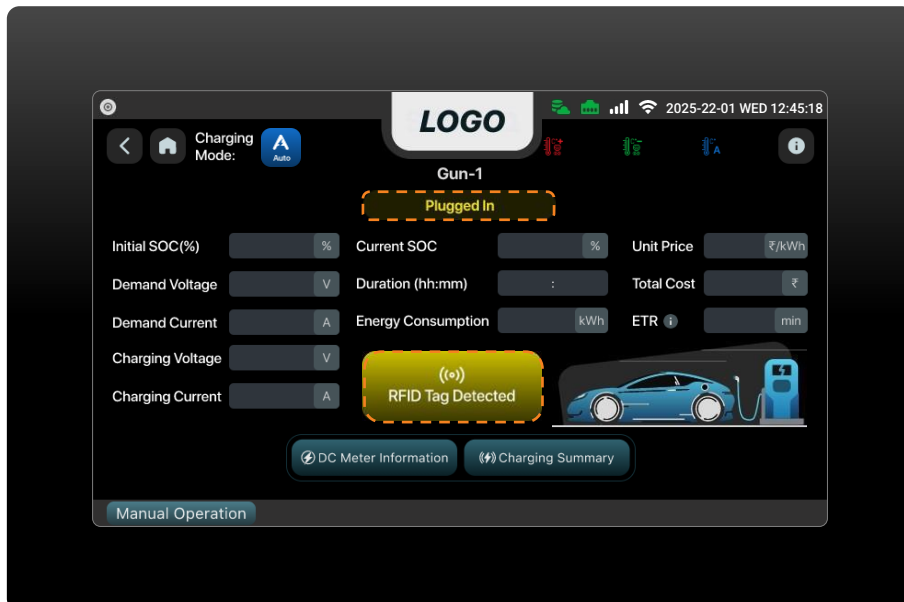 LOGO
2025-22-01 WED 12:45:18
Charging
Mode:
A
Auto
A
Gun-1
Plugged In
Initial SOC(%) %
Current SOC %
Unit Price ₹/kWh
Demand Voltage V
Duration (hh:mm) :
Total Cost ₹
Demand Current A
Energy Consumption kWh
ETR i min
Charging Voltage V
Charging Current A
RFID Tag Detected
DC Meter Information
Charging Summary
Manual Operation